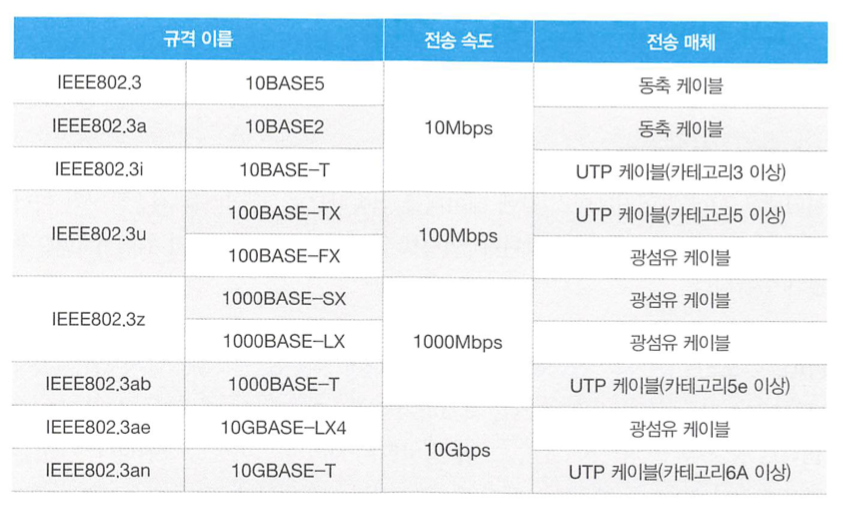 규격 이름 전송 속도 전송 매체
IEEE802.3 10BASE5 10Mbps 동축 케이블
IEEE802.3a 10BASE2 동축 케이블
IEEE802.3i 10BASE-T UTP 케이블(카테고리3 이상)
IEEE802.3u 100BASE-TX 100Mbps UTP 케이블(카테고리5 이상)
100BASE-FX 광섬유 케이블
IEEE802.3z 1000BASE-SX 1000Mbps 광섬유 케이블
1000BASE-LX 광섬유 케이블
IEEE802.3ab 1000BASE-T UTP 케이블(카테고리5e 이상)
IEEE802.3ae 10GBASE-LX4 10Gbps 광섬유 케이블
IEEE802.3an 10GBASE-T UTP 케이블(카테고리6A 이상)